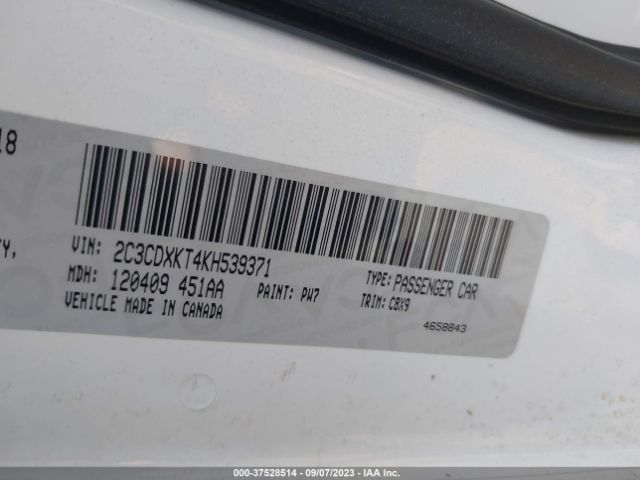 18
TY,
VIN: 2C3CDXKT4KH539371
MDH: 120409 451AA PAINT: PW7 TYPE: PASSENGER CAR
VEHICLE MADE IN CANADA TRIM: CBX9
4658843
000-37528514 - 09/07/2023 - IAA Inc.